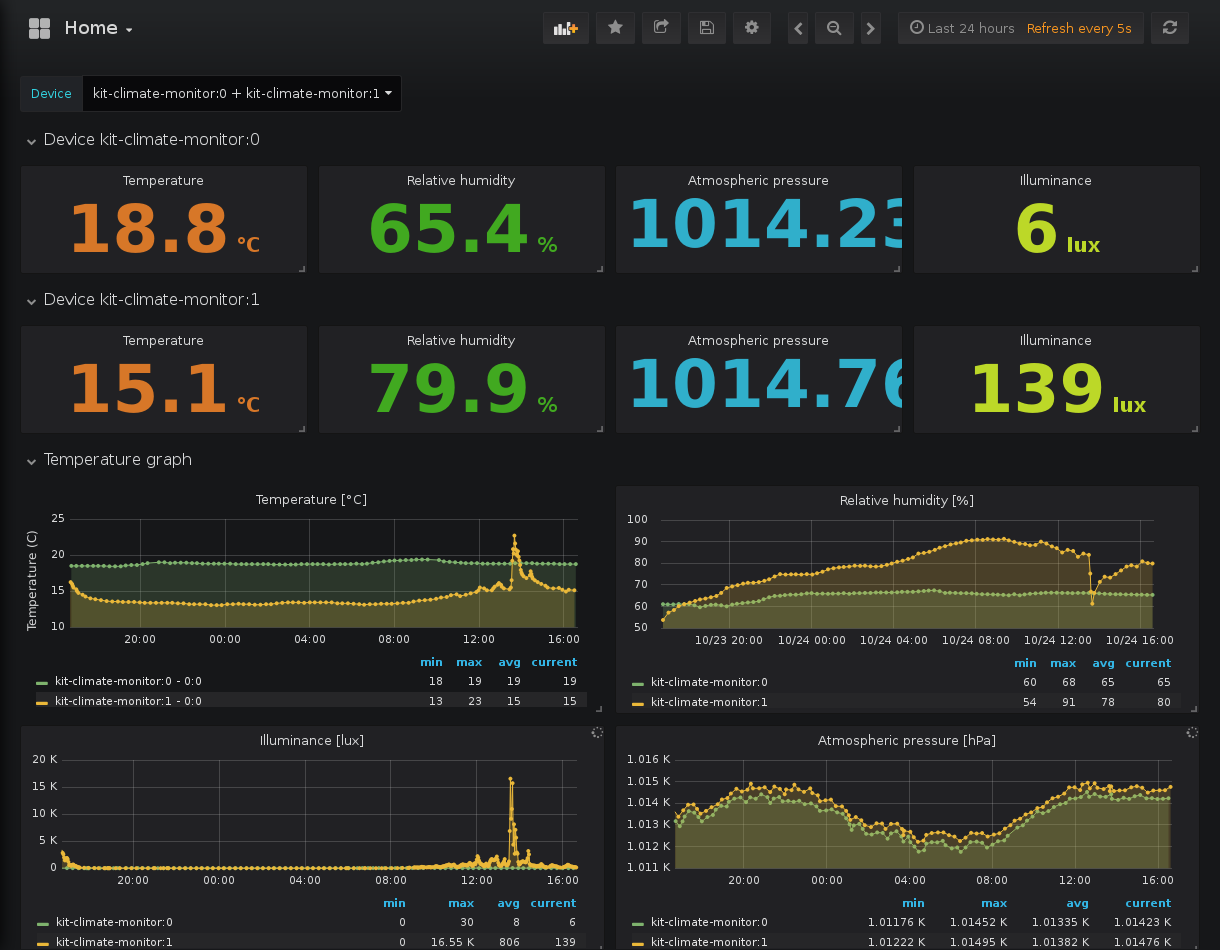 Home
Last 24 hours Refresh every 5s
Device kit-climate-monitor:0 + kit-climate-monitor:1
Device kit-climate-monitor:0
Temperature Relative humidity Atmospheric pressure Illuminance
18.8 °C 65.4 % 1014.23 6 lux
Device kit-climate-monitor:1
Temperature Relative humidity Atmospheric pressure Illuminance
15.1 °C 79.9 % 1014.76 139 lux
Temperature graph
Temperature [°C]
Temperature (C)
25
20
15
10
20:00 00:00 04:00 08:00 12:00 16:00
min max avg current
kit-climate-monitor:0 - 0:0 18 19 19 19
kit-climate-monitor:1 - 0:0 13 23 15 15
Relative humidity [%]
100
90
80
70
60
50
10/23 20:00 10/24 00:00 10/24 04:00 10/24 08:00 10/24 12:00 10/24 16:00
min max avg current
kit-climate-monitor:0 60 68 65 65
kit-climate-monitor:1 54 91 78 80
Illuminance [lux]
20 K
15 K
10 K
5 K
0
20:00 00:00 04:00 08:00 12:00 16:00
min max avg current
kit-climate-monitor:0 0 30 8 6
kit-climate-monitor:1 0 16.55 K 806 139
Atmospheric pressure [hPa]
1.016 K
1.015 K
1.014 K
1.013 K
1.012 K
1.011 K
20:00 00:00 04:00 08:00 12:00 16:00
min max avg current
kit-climate-monitor:0 1.01176 K 1.01452 K 1.01335 K 1.01423 K
kit-climate-monitor:1 1.01222 K 1.01495 K 1.01382 K 1.01476 K